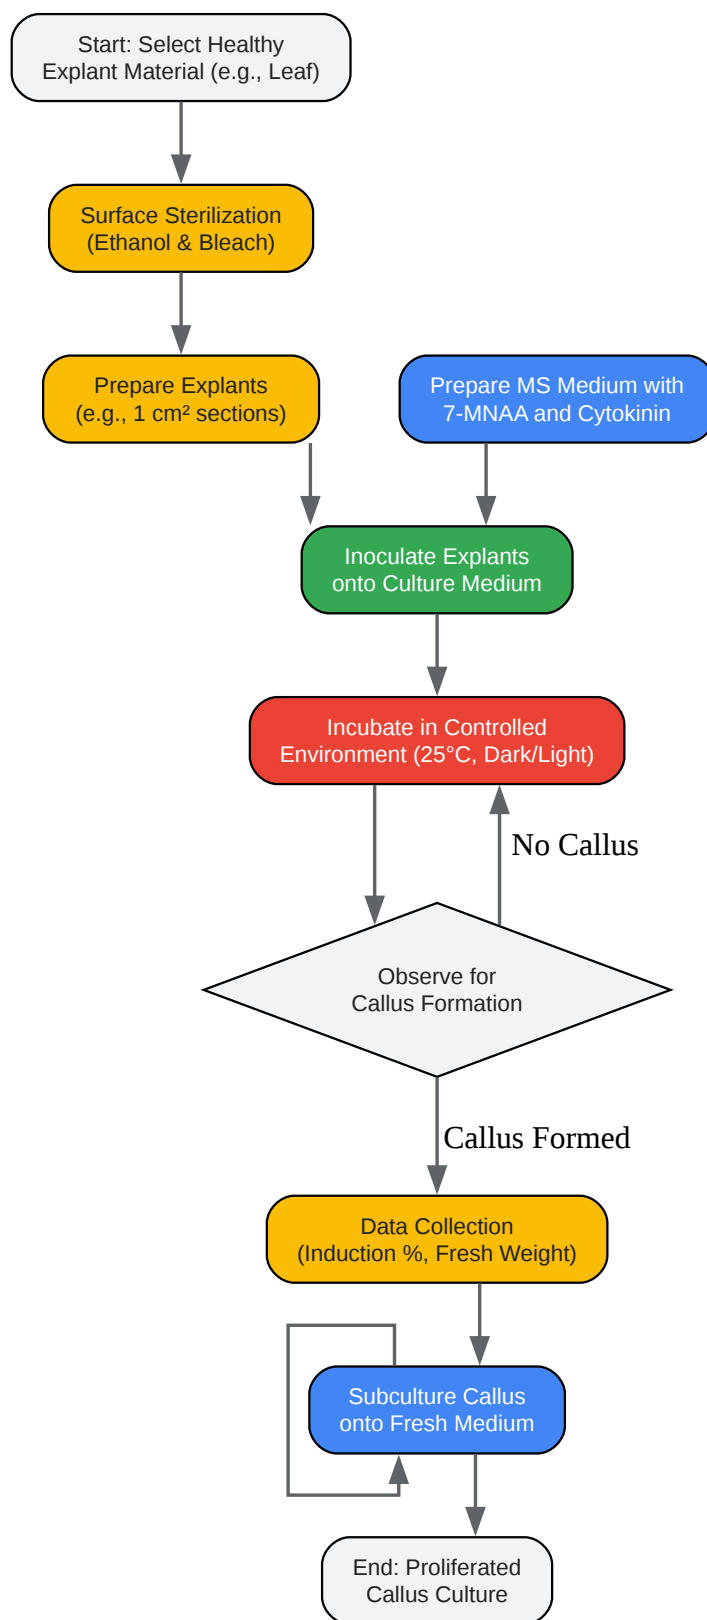 Start: Select Healthy
Explant Material (e.g., Leaf)
Surface Sterilization
(Ethanol & Bleach)
Prepare Explants
(e.g., 1 cm² sections)
Prepare MS Medium with
7-MNAA and Cytokinin
Inoculate Explants
onto Culture Medium
Incubate in Controlled
Environment (25°C, Dark/Light)
No Callus
Observe for
Callus Formation
Callus Formed
Data Collection
(Induction %, Fresh Weight)
Subculture Callus
onto Fresh Medium
End: Proliferated
Callus Culture